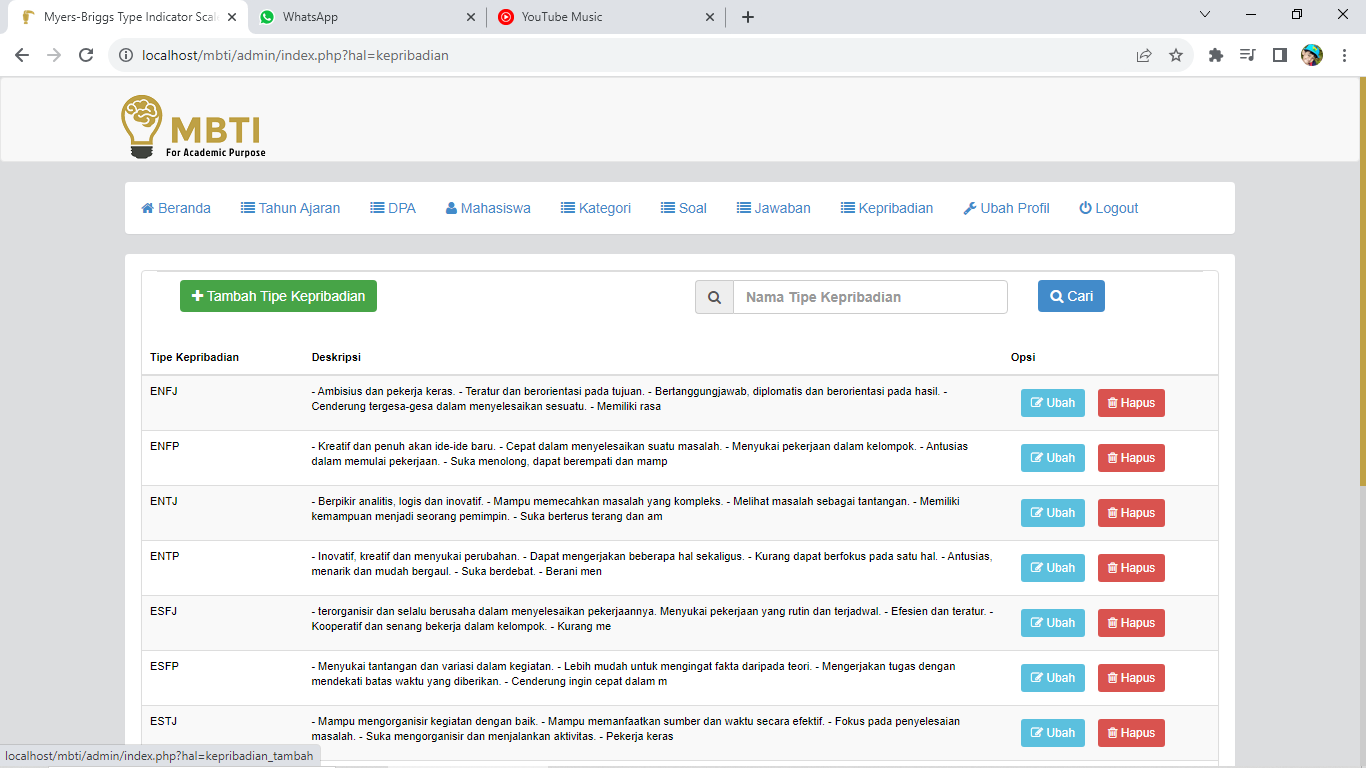 Myers-Briggs Type Indicator Scal
WhatsApp
YouTube Music
localhost/mbti/admin/index.php?hal=kepribadian
MBTI
For Academic Purpose
Beranda
Tahun Ajaran
DPA
Mahasiswa
Kategori
Soal
Jawaban
Kepribadian
Ubah Profil
Logout
Tambah Tipe Kepribadian
Nama Tipe Kepribadian
Cari
Tipe Kepribadian
Deskripsi
Opsi
ENFJ
- Ambisius dan pekerja keras. - Teratur dan berorientasi pada tujuan. - Bertanggungjawab, diplomatis dan berorientasi pada hasil. -
Cenderung tergesa-gesa dalam menyelesaikan sesuatu. - Memiliki rasa
Ubah
Hapus
ENFP
- Kreatif dan penuh akan ide-ide baru. - Cepat dalam menyelesaikan suatu masalah. - Menyukai pekerjaan dalam kelompok. - Antusias
dalam memulai pekerjaan. - Suka menolong, dapat berempati dan mamp
Ubah
Hapus
ENTJ
- Berpikir analitis, logis dan inovatif. - Mampu memecahkan masalah yang kompleks. - Melihat masalah sebagai tantangan. - Memiliki
kemampuan menjadi seorang pemimpin. - Suka berterus terang dan am
Ubah
Hapus
ENTP
- Inovatif, kreatif dan menyukai perubahan. - Dapat mengerjakan beberapa hal sekaligus. - Kurang dapat berfokus pada satu hal. - Antusias,
menarik dan mudah bergaul. - Suka berdebat. - Berani men
Ubah
Hapus
ESFJ
- terorganisir dan selalu berusaha dalam menyelesaikan pekerjaannya. Menyukai pekerjaan yang rutin dan terjadwal. - Efesien dan teratur. -
Kooperatif dan senang bekerja dalam kelompok. - Kurang me
Ubah
Hapus
ESFP
- Menyukai tantangan dan variasi dalam kegiatan. - Lebih mudah untuk mengingat fakta daripada teori. - Mengerjakan tugas dengan
mendekati batas waktu yang diberikan. - Cenderung ingin cepat dalam m
Ubah
Hapus
ESTJ
- Mampu mengorganisir kegiatan dengan baik. - Mampu memanfaatkan sumber dan waktu secara efektif. - Fokus pada penyelesaian
masalah. - Suka mengorganisir dan menjalankan aktivitas. - Pekerja keras
Ubah
Hapus
localhost/mbti/admin/index.php?hal=kepribadian_tambah